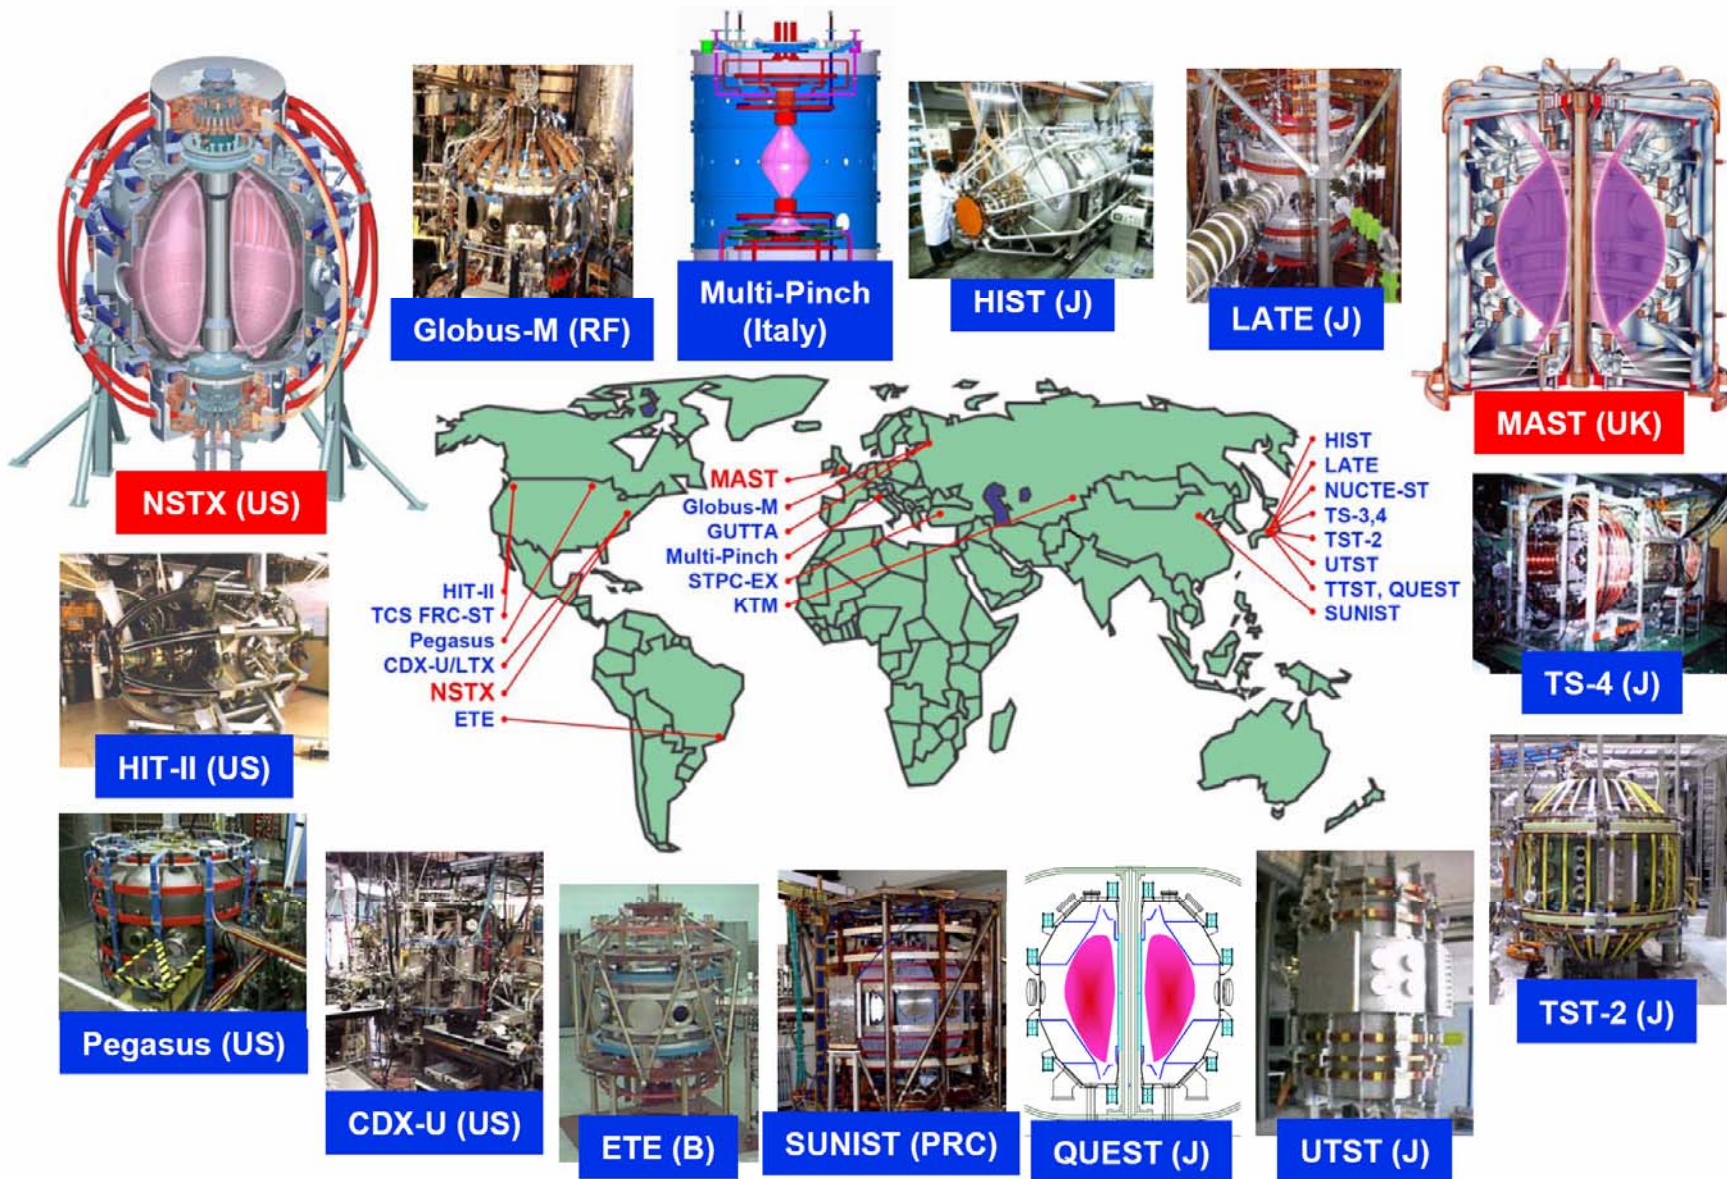 Globus-M (RF)
Multi-Pinch
(Italy)
HIST (J)
LATE (J)
MAST (UK)
NSTX (US)
MAST
Globus-M
GUTTA
Multi-Pinch
STPC-EX
KTM
HIST
LATE
NUCTE-ST
TS-3,4
TST-2
UTST
TTST, QUEST
SUNIST
HIT-II
TCS FRC-ST
Pegasus
CDX-U/LTX
NSTX
ETE
TS-4 (J)
HIT-II (US)
TST-2 (J)
Pegasus (US)
CDX-U (US)
ETE (B)
SUNIST (PRC)
QUEST (J)
UTST (J)